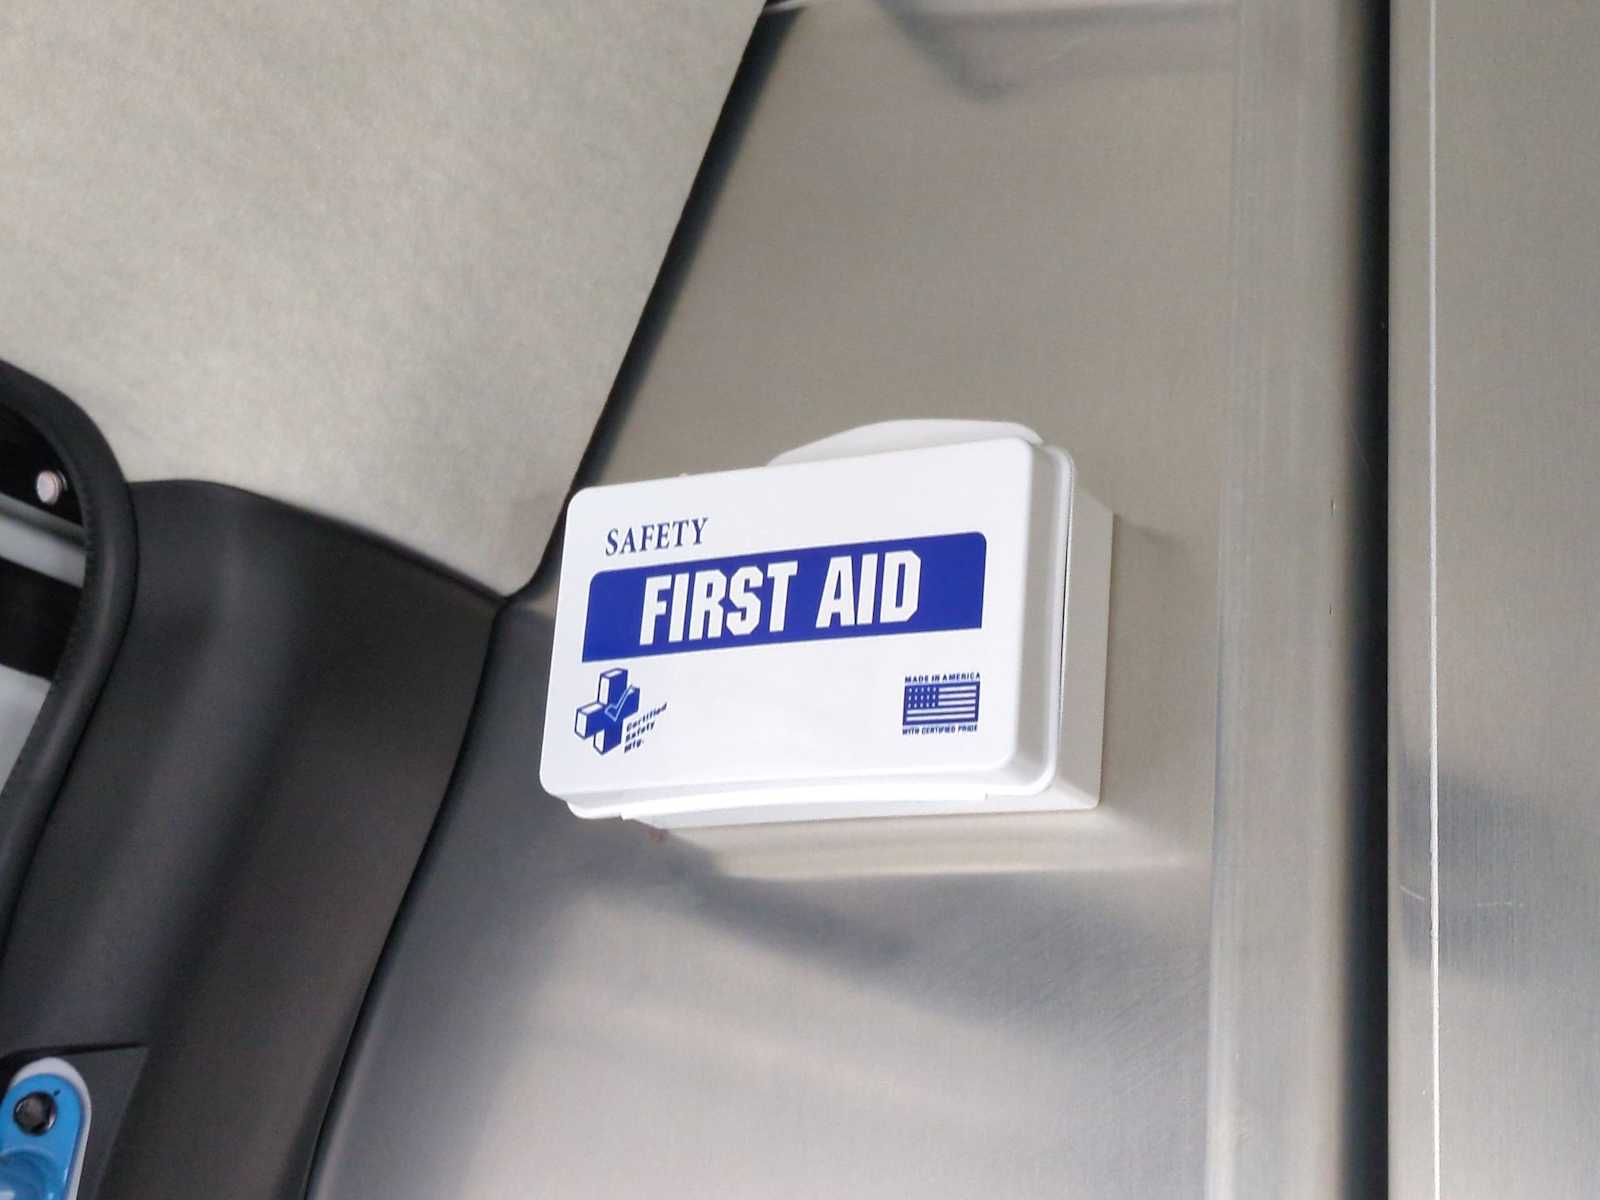 SAFETY
FIRST AID
Certified
Safety
Mfg.
MADE IN AMERICA
WITH CERTIFIED PRIDE